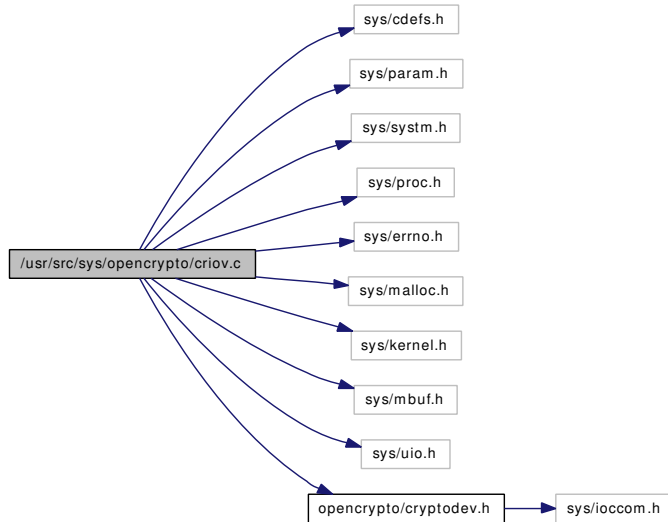 sys/cdefs.h
sys/param.h
sys/systm.h
sys/proc.h
/usr/src/sys/opencrypto/criov.c
sys/errno.h
sys/malloc.h
sys/kernel.h
sys/mbuf.h
sys/uio.h
opencrypto/cryptodev.h
sys/ioccom.h